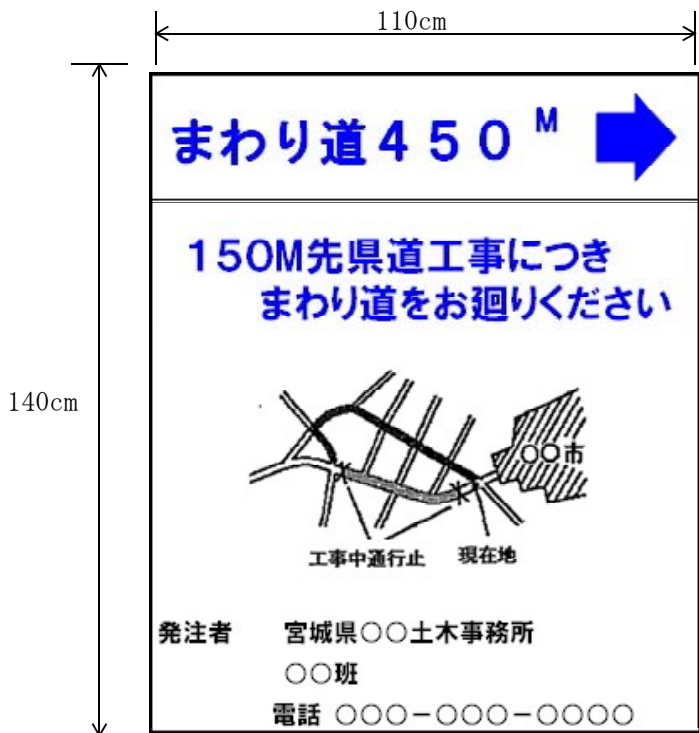 110cm
140cm
まわり道450M
150M先県道工事につき
まわり道をお廻りください
○○市
工事中通行止 現在地
発注者 宮城県○○土木事務所
○○班
電話 ○○○-○○○-○○○○